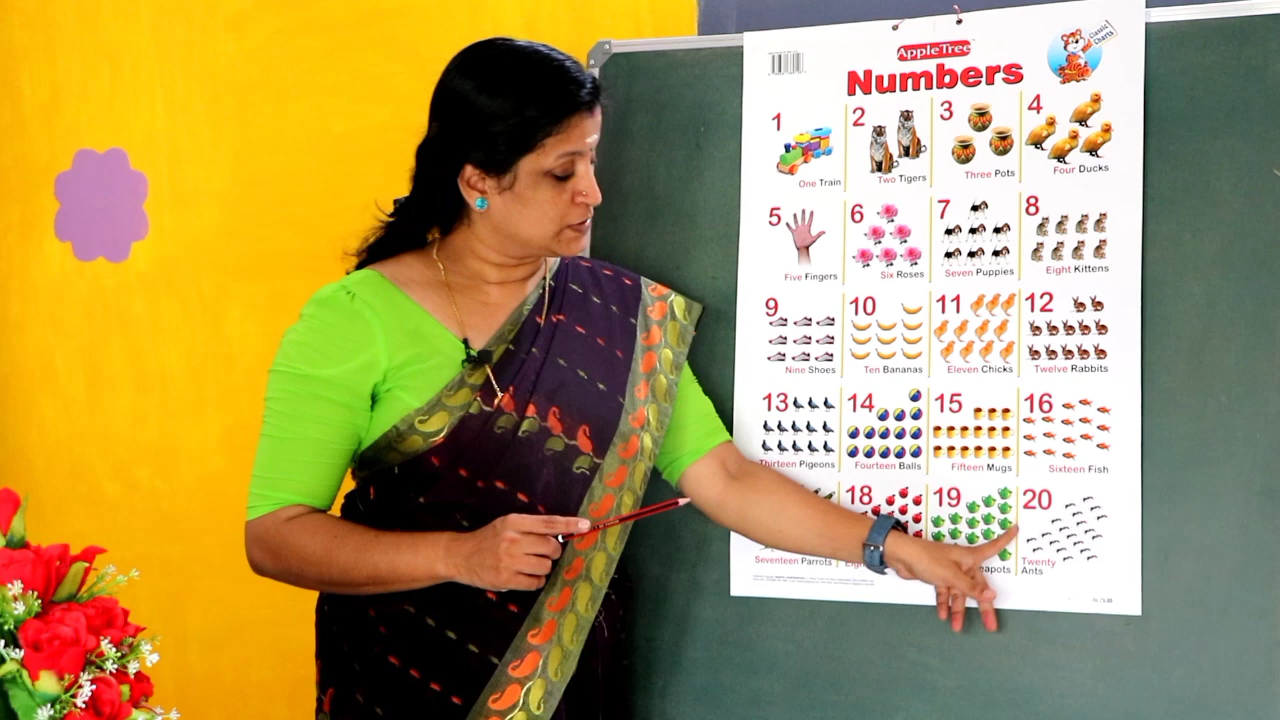 AppleTree
Classic Charts
Numbers
1 2 3 4
One Train Two Tigers Three Pots Four Ducks
5 6 7 8
Five Fingers Six Roses Seven Puppies Eight Kittens
9 10 11 12
Nine Shoes Ten Bananas Eleven Chicks Twelve Rabbits
13 14 15 16
Thirteen Pigeons Fourteen Balls Fifteen Mugs Sixteen Fish
18 19 20
Seventeen Parrots Twenty
Ants